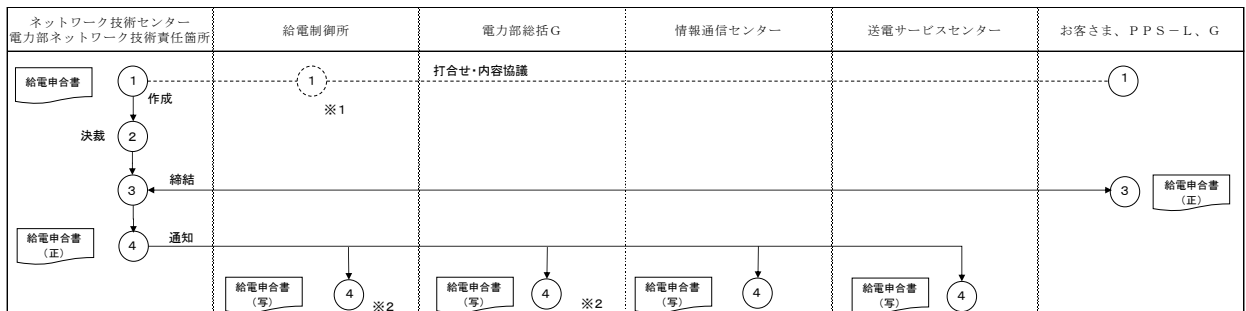 ネットワーク技術センター
電力部ネットワーク技術責任箇所
給電制御所
電力部総括G
情報通信センター
送電サービスセンター
お客さま、PPS－L、G
給電申合書
1
作成
1
※1
打合せ・内容協議
1
決裁
2
3
締結
3
給電申合書
(正)
給電申合書
(正)
4
通知
給電申合書
(写)
4
※2
給電申合書
(写)
4
※2
給電申合書
(写)
4
給電申合書
(写)
4